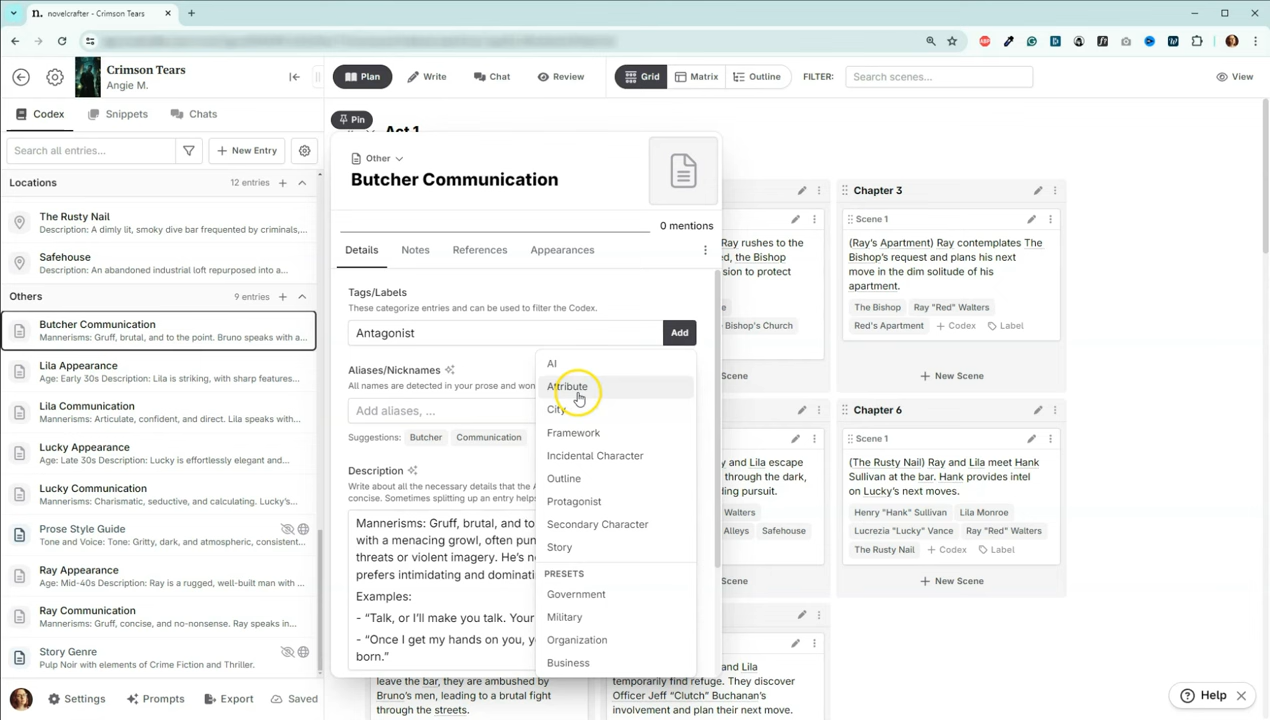 novelcrafter - Crimson Tears
Crimson Tears
Angie M.
Plan
Write
Chat
Review
Grid
Matrix
Outline
FILTER:
Search scenes...
View
Codex
Snippets
Chats
Search all entries...
New Entry
Locations
12 entries
The Rusty Nail
Description: A dimly lit, smoky dive bar frequented by criminals,...
Safehouse
Description: An abandoned industrial loft repurposed into a...
Others
9 entries
Butcher Communication
Mannerisms: Gruff, brutal, and to the point. Bruno speaks with a...
Lila Appearance
Age: Early 30s Description: Lila is striking, with sharp features...
Lila Communication
Mannerisms: Articulate, confident, and direct. Lila speaks with...
Lucky Appearance
Age: Late 30s Description: Lucky is effortlessly elegant and...
Lucky Communication
Mannerisms: Charismatic, seductive, and calculating. Lucky's...
Prose Style Guide
Tone and Voice: Tone: Gritty, dark, and atmospheric, consistent...
Ray Appearance
Age: Mid-40s Description: Ray is a rugged, well-built man with ...
Ray Communication
Mannerisms: Gruff, concise, and no-nonsense. Ray speaks in...
Story Genre
Pulp Noir with elements of Crime Fiction and Thriller.
Settings
Prompts
Export
Saved
Pin
Act 1
Other
Butcher Communication
0 mentions
Details
Notes
References
Appearances
Tags/Labels
These categorize entries and can be used to filter the Codex.
Antagonist
Add
Aliases/Nicknames
All names are detected in your prose and
Add aliases, ...
Suggestions:
Butcher
Communication
Description
Write about all the necessary details that the
concise. Sometimes splitting up an entry helps
Mannerisms: Gruff, brutal, and to
with a menacing growl, often
threats or violent imagery. He's
prefers intimidating and
Examples:
- “Talk, or I'll make you talk. Your
- “Once I get my hands on you,
born.”
AI
Attribute
City
Framework
Incidental Character
Outline
Protagonist
Secondary Character
Story
PRESETS
Government
Military
Organization
Business
Ray rushes to the
, the Bishop
to protect
Bishop's Church
and Lila escape
through the dark,
pursuit.
Walters
Alleys
Safehouse
leave the bar, they are ambushed by
Bruno's men, leading to a brutal fight
through the streets.
and Lila
temporarily find refuge. They discover
Officer Jeff “Clutch” Buchanan's
involvement and plan their next move.
Chapter 3
Scene 1
(Ray's Apartment) Ray contemplates The
Bishop's request and plans his next
move in the dim solitude of his
apartment.
The Bishop
Ray "Red" Walters
Red's Apartment
Codex
Label
New Scene
Chapter 6
Scene 1
(The Rusty Nail) Ray and Lila meet Hank
Sullivan at the bar. Hank provides intel
on Lucky's next moves.
Henry "Hank" Sullivan
Lila Monroe
Lucrezia "Lucky" Vance
Ray "Red" Walters
The Rusty Nail
Codex
Label
New Scene
Help